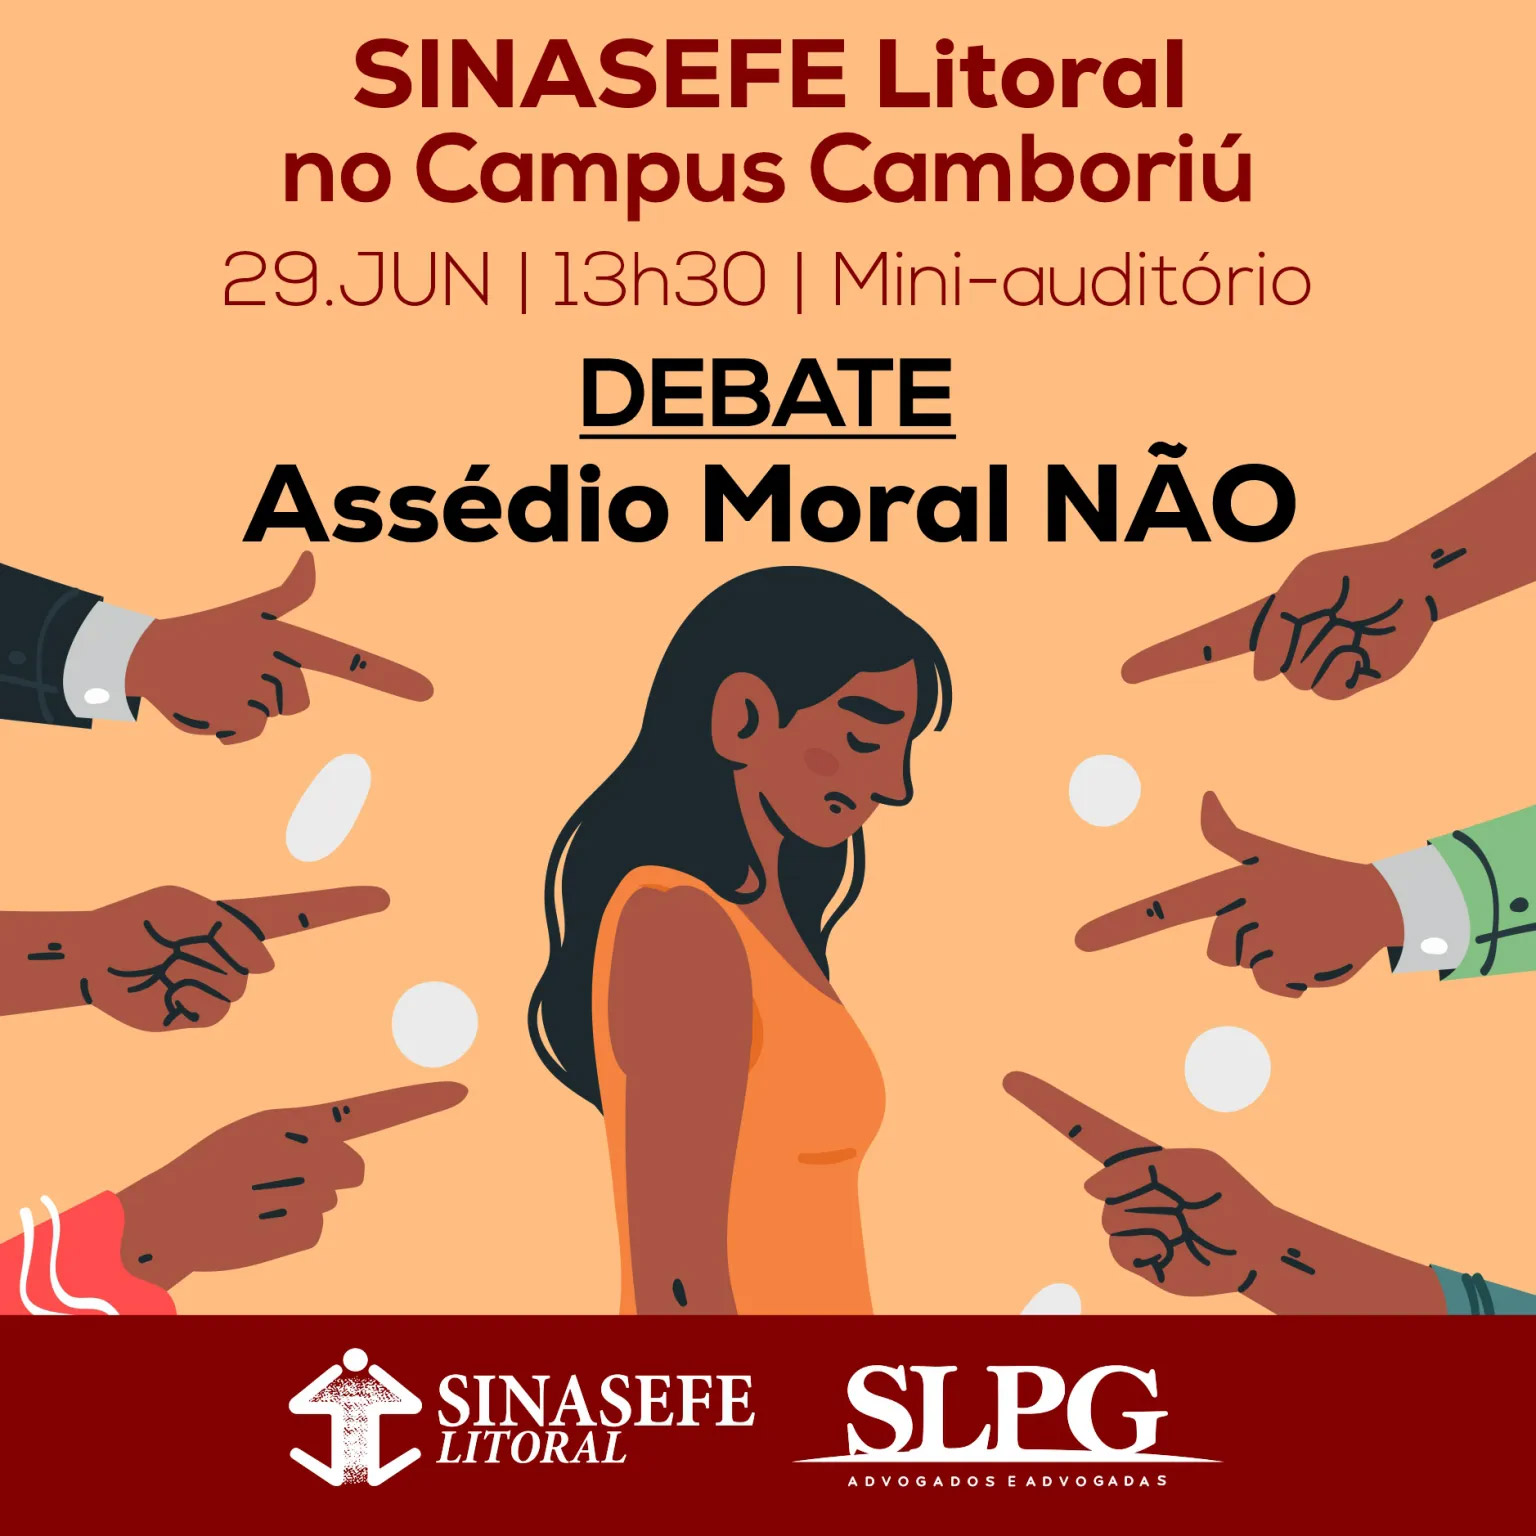 SINASEFE Litoral
no Campus Camboriú
29.JUN | 13h30 | Mini-auditório
DEBATE
Assédio Moral NÃO
SINASEFE
LITORAL
SLPG
ADVOGADOS E ADVOGADAS